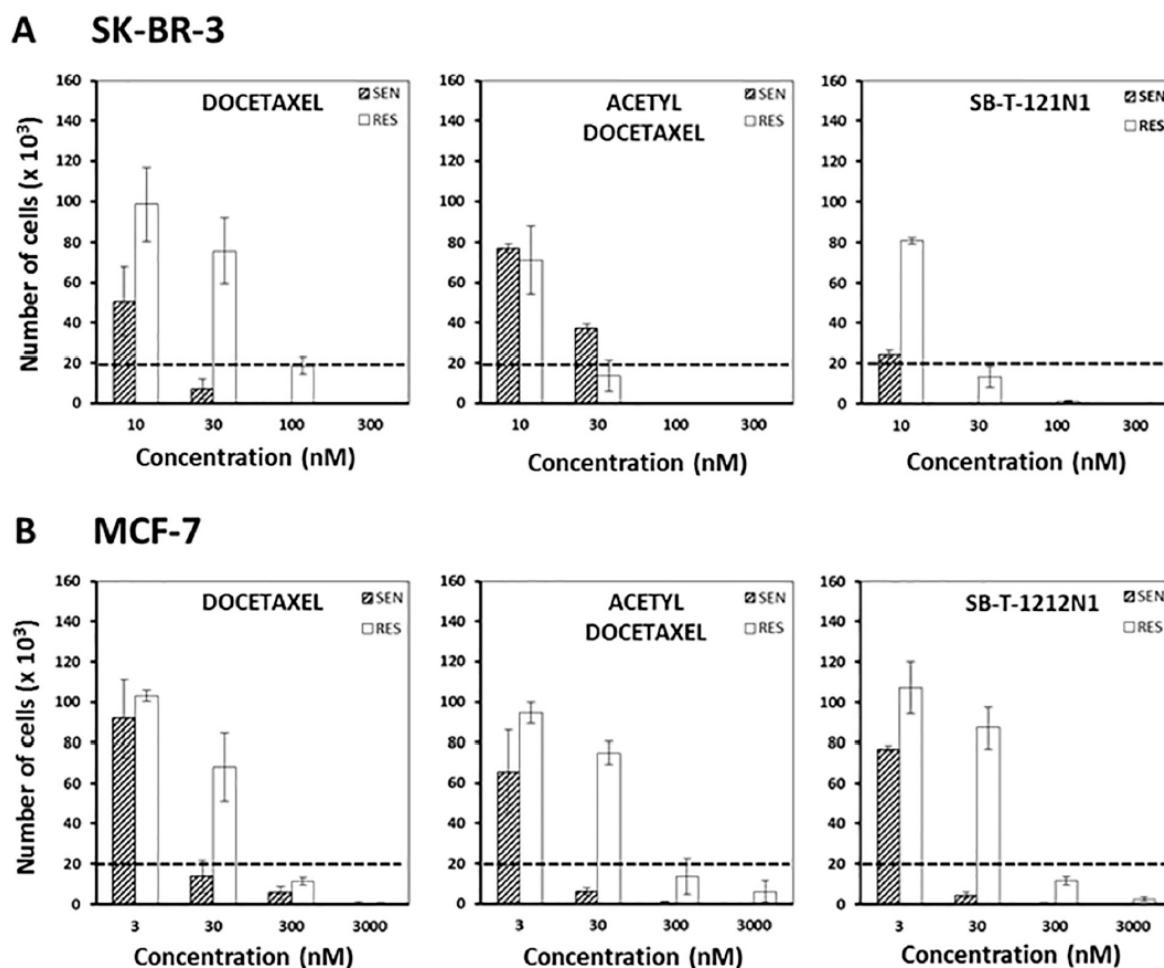 A SK-BR-3
Number of cells (x 10³)
160
140
120
100
80
60
40
20
0
DOCETAXEL
SEN
RES
10 30 100 300
Concentration (nM)
160
140
120
100
80
60
40
20
0
ACETYL
DOCETAXEL
SEN
RES
10 30 100 300
Concentration (nM)
160
140
120
100
80
60
40
20
0
SB-T-121N1
SEN
RES
10 30 100 300
Concentration (nM)
B MCF-7
Number of cells (x 10³)
160
140
120
100
80
60
40
20
0
DOCETAXEL
SEN
RES
3 30 300 3000
Concentration (nM)
160
140
120
100
80
60
40
20
0
ACETYL
DOCETAXEL
SEN
RES
3 30 300 3000
Concentration (nM)
160
140
120
100
80
60
40
20
0
SB-T-1212N1
SEN
RES
3 30 300 3000
Concentration (nM)